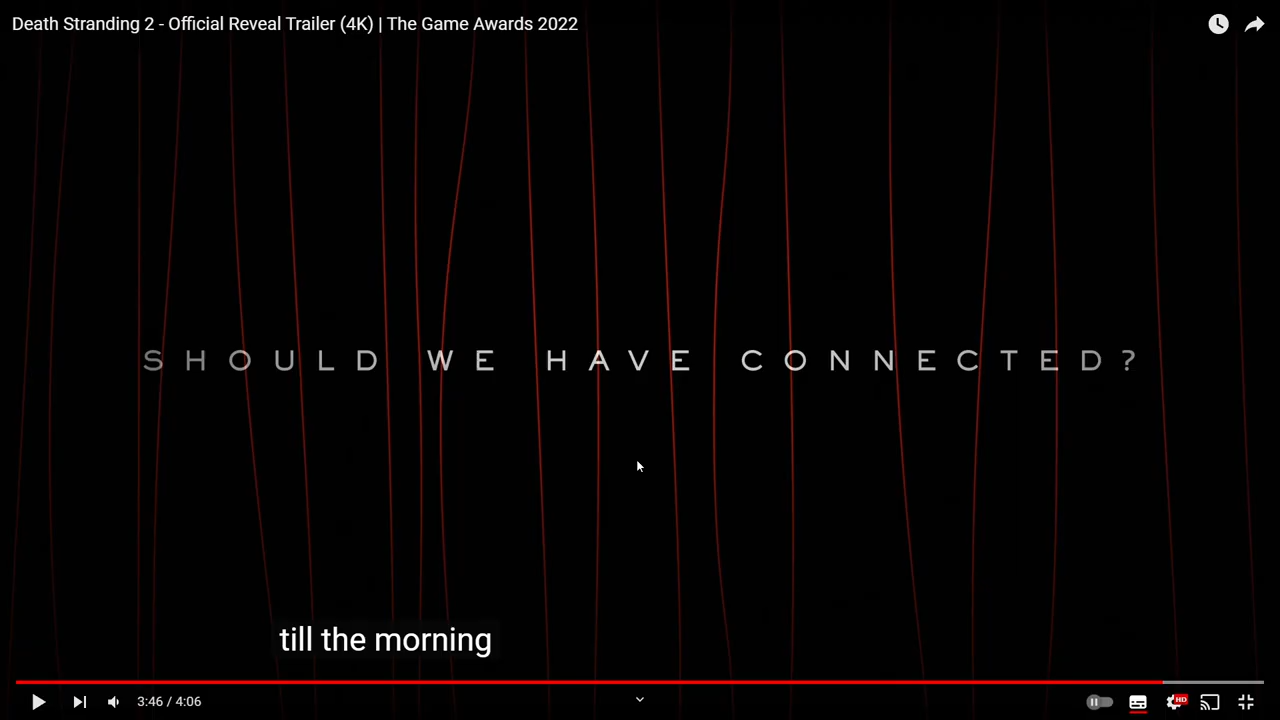 Death Stranding 2 - Official Reveal Trailer (4K) | The Game Awards 2022
SHOULD WE HAVE CONNECTED?
till the morning
3:46 / 4:06
HD